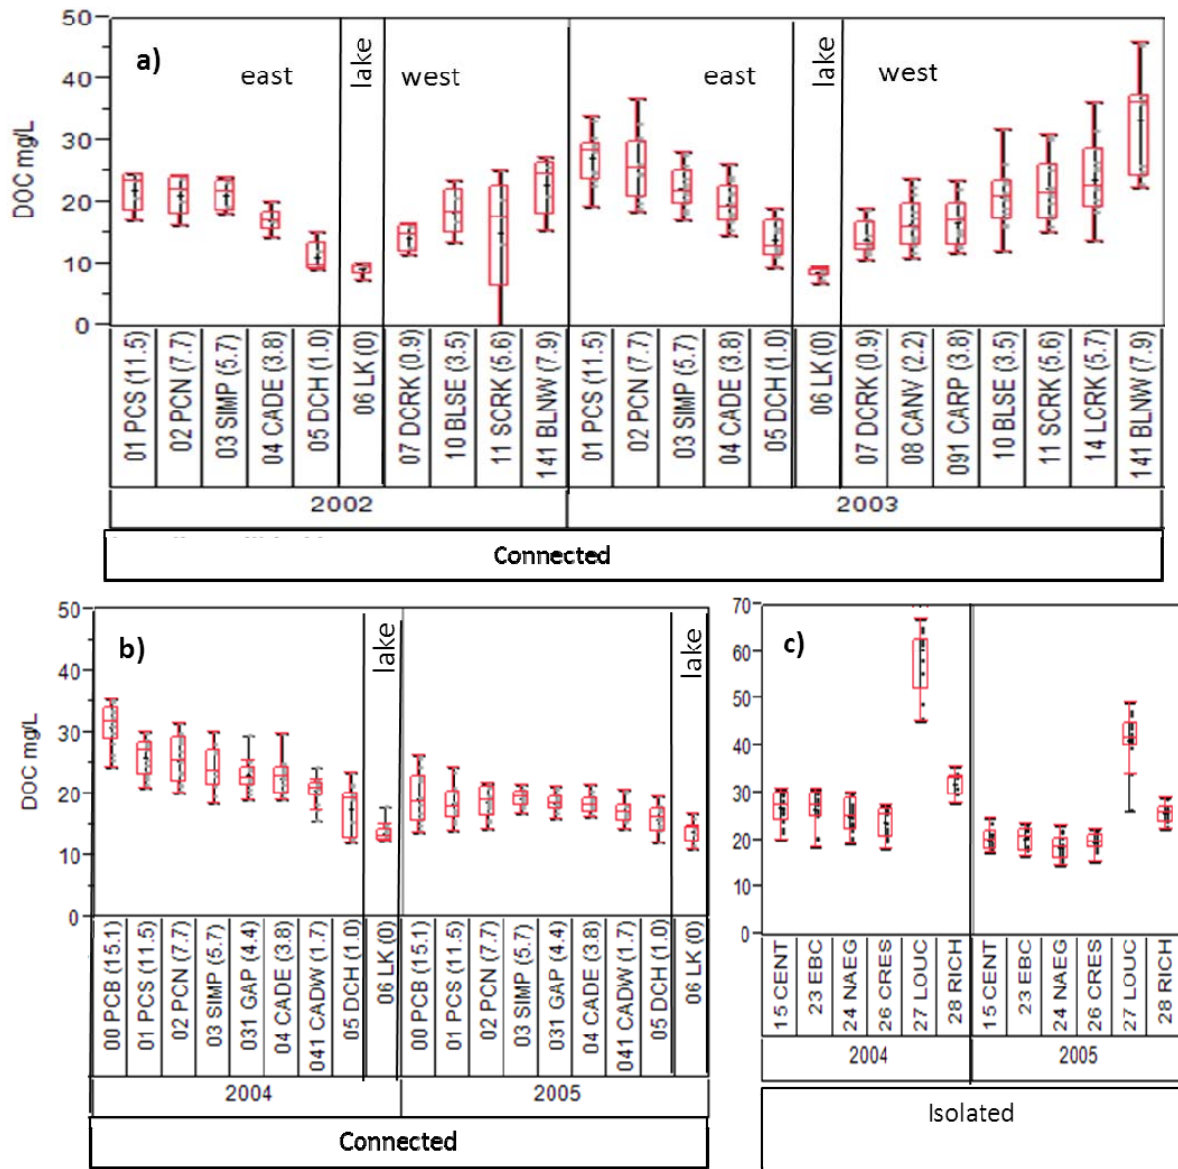 a)
east
lake
west
east
lake
west
DOC mg/L
50
40
30
20
10
0
01 PCS (11.5)
02 PCN (7.7)
03 SIMP (5.7)
04 CADE (3.8)
05 DCH (1.0)
06 LK (0)
07 DCRK (0.9)
10 BLSE (3.5)
11 SCRK (5.6)
141 BLNW (7.9)
01 PCS (11.5)
02 PCN (7.7)
03 SIMP (5.7)
04 CADE (3.8)
05 DCH (1.0)
06 LK (0)
07 DCRK (0.9)
08 CANV (2.2)
091 CARP (3.8)
10 BLSE (3.5)
11 SCRK (5.6)
14 LCRK (5.7)
141 BLNW (7.9)
2002
2003
Connected
b)
lake
lake
DOC mg/L
50
40
30
20
10
0
00 PCB (15.1)
01 PCS (11.5)
02 PCN (7.7)
03 SIMP (5.7)
031 GAP (4.4)
04 CADE (3.8)
041 CADW (1.7)
05 DCH (1.0)
06 LK (0)
00 PCB (15.1)
01 PCS (11.5)
02 PCN (7.7)
03 SIMP (5.7)
031 GAP (4.4)
04 CADE (3.8)
041 CADW (1.7)
05 DCH (1.0)
06 LK (0)
2004
2005
Connected
c)
70
60
50
40
30
20
10
0
15 CENT
23 EBC
24 NAEG
26 CRES
27 LOUC
28 RICH
15 CENT
23 EBC
24 NAEG
26 CRES
27 LOUC
28 RICH
2004
2005
Isolated